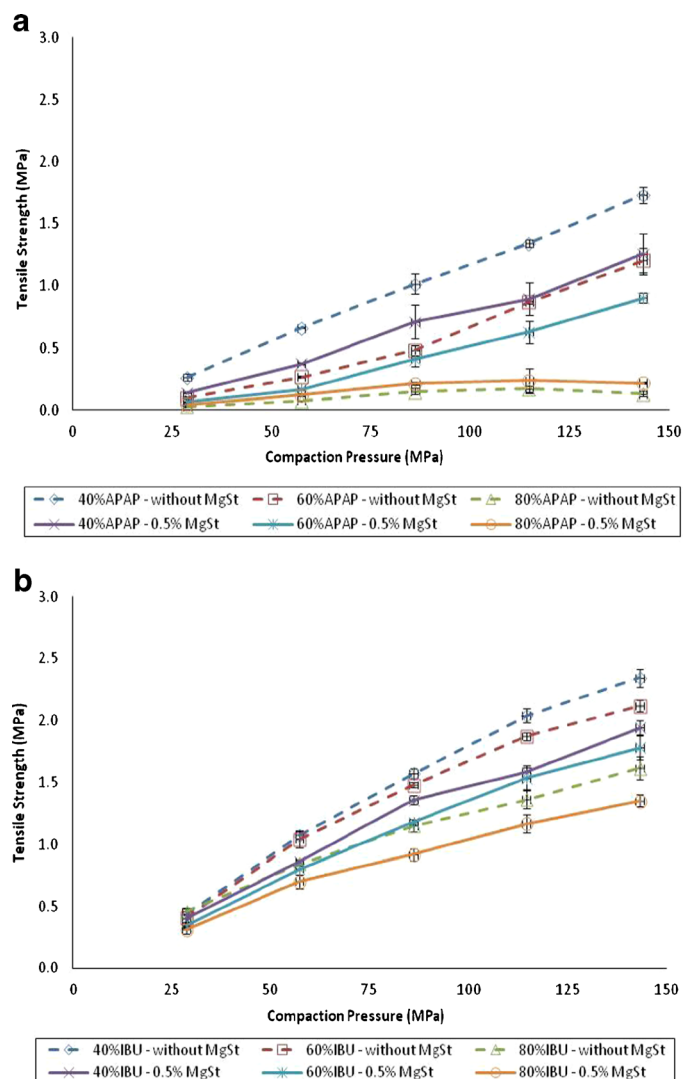 a
3.0
2.5
2.0
1.5
1.0
0.5
0.0
Tensile Strength (MPa)
0 25 50 75 100 125 150
Compaction Pressure (MPa)
40%APAP - without MgSt 60%APAP - without MgSt 80%APAP - without MgSt
40%APAP - 0.5% MgSt 60%APAP - 0.5% MgSt 80%APAP - 0.5% MgSt
b
3.0
2.5
2.0
1.5
1.0
0.5
0.0
Tensile Strength (MPa)
0 25 50 75 100 125 150
Compaction Pressure (MPa)
40%IBU - without MgSt 60%IBU - without MgSt 80%IBU - without MgSt
40%IBU - 0.5% MgSt 60%IBU - 0.5% MgSt 80%IBU - 0.5% MgSt